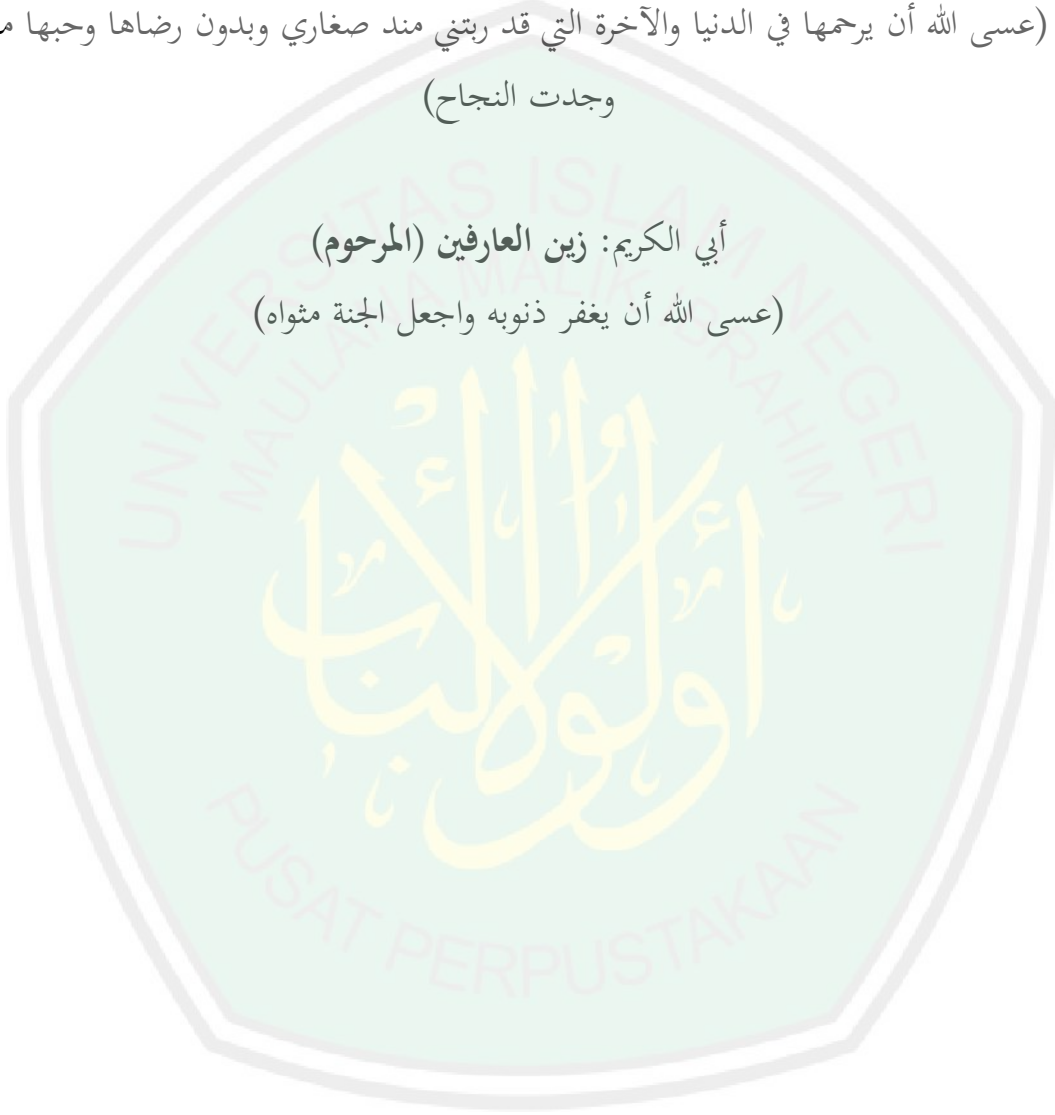 (عسى الله أن يرحمها في الدنيا والآخرة التي قد ربتني مند صغاري وبدون رضاها وحبها
وجدت النجاح)
أبي الكريم: زين العارفين (المرحوم)
(عسى الله أن يغفر ذنوبه واجعل الجنة مثواه)
UNIVERSITAS ISLAM NEGERI
MAULANA MALIK IBRAHIM
أولو الألباب
PUSAT PERPUSTAKAAN